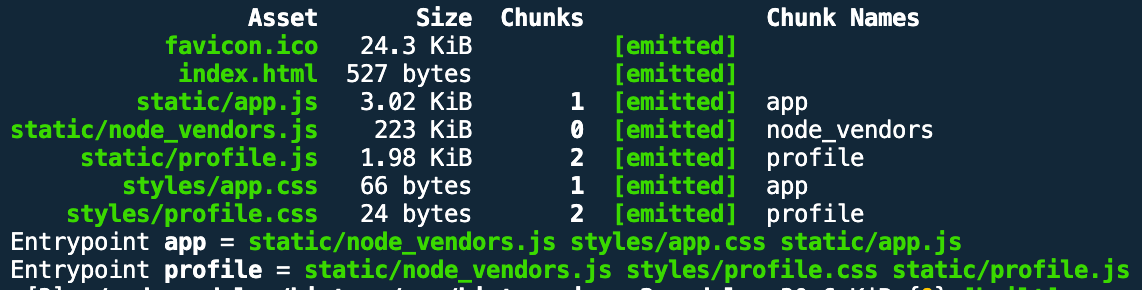 Asset Size Chunks Chunk Names
favicon.ico 24.3 KiB [emitted]
index.html 527 bytes [emitted]
static/app.js 3.02 KiB 1 [emitted] app
static/node_vendors.js 223 KiB 0 [emitted] node_vendors
static/profile.js 1.98 KiB 2 [emitted] profile
styles/app.css 66 bytes 1 [emitted] app
styles/profile.css 24 bytes 2 [emitted] profile
Entrypoint app = static/node_vendors.js styles/app.css static/app.js
Entrypoint profile = static/node_vendors.js styles/profile.css static/profile.js